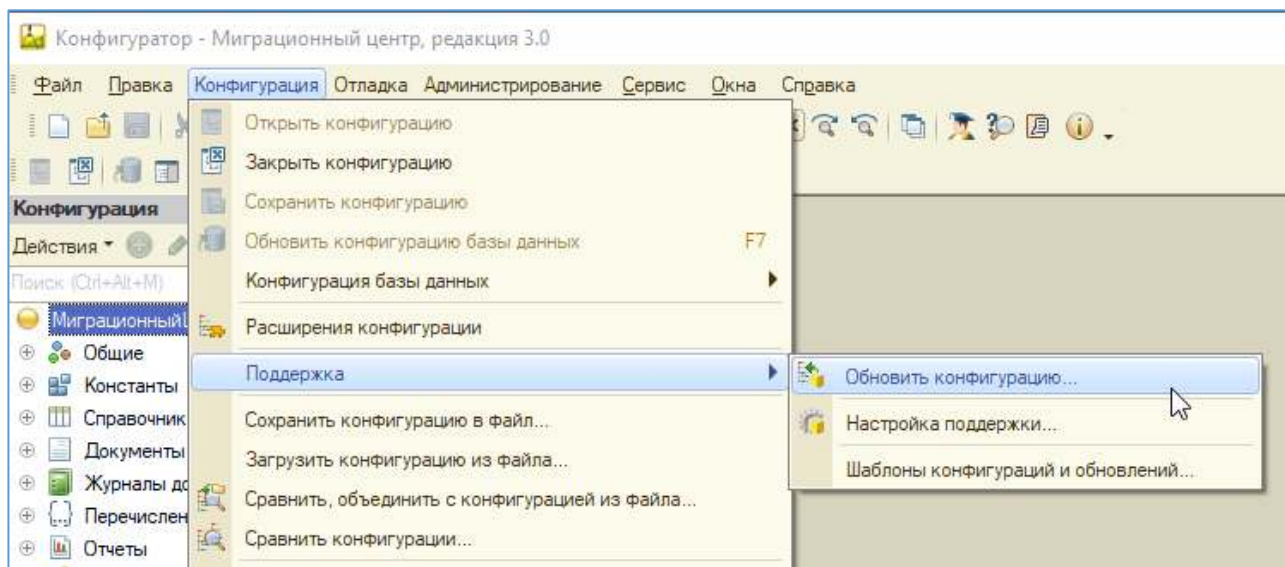 Конфигуратор - Миграционный центр, редакция 3.0
Файл Правка Конфигурация Отладка Администрирование Сервис Окна Справка
Открыть конфигурацию
Закрыть конфигурацию
Сохранить конфигурацию
Конфигурация
Действия
Обновить конфигурацию базы данных F7
Поиск (Ctrl+Alt+M)
Конфигурация базы данных
Миграционный
Расширения конфигурации
Общие
Поддержка
Обновить конфигурацию...
Константы
Справочник
Сохранить конфигурацию в файл...
Настройка поддержки...
Документы
Загрузить конфигурацию из файла...
Шаблоны конфигураций и обновлений...
Журналы до
Сравнить, объединить с конфигурацией из файла...
Перечислен
Сравнить конфигурации...
Отчеты